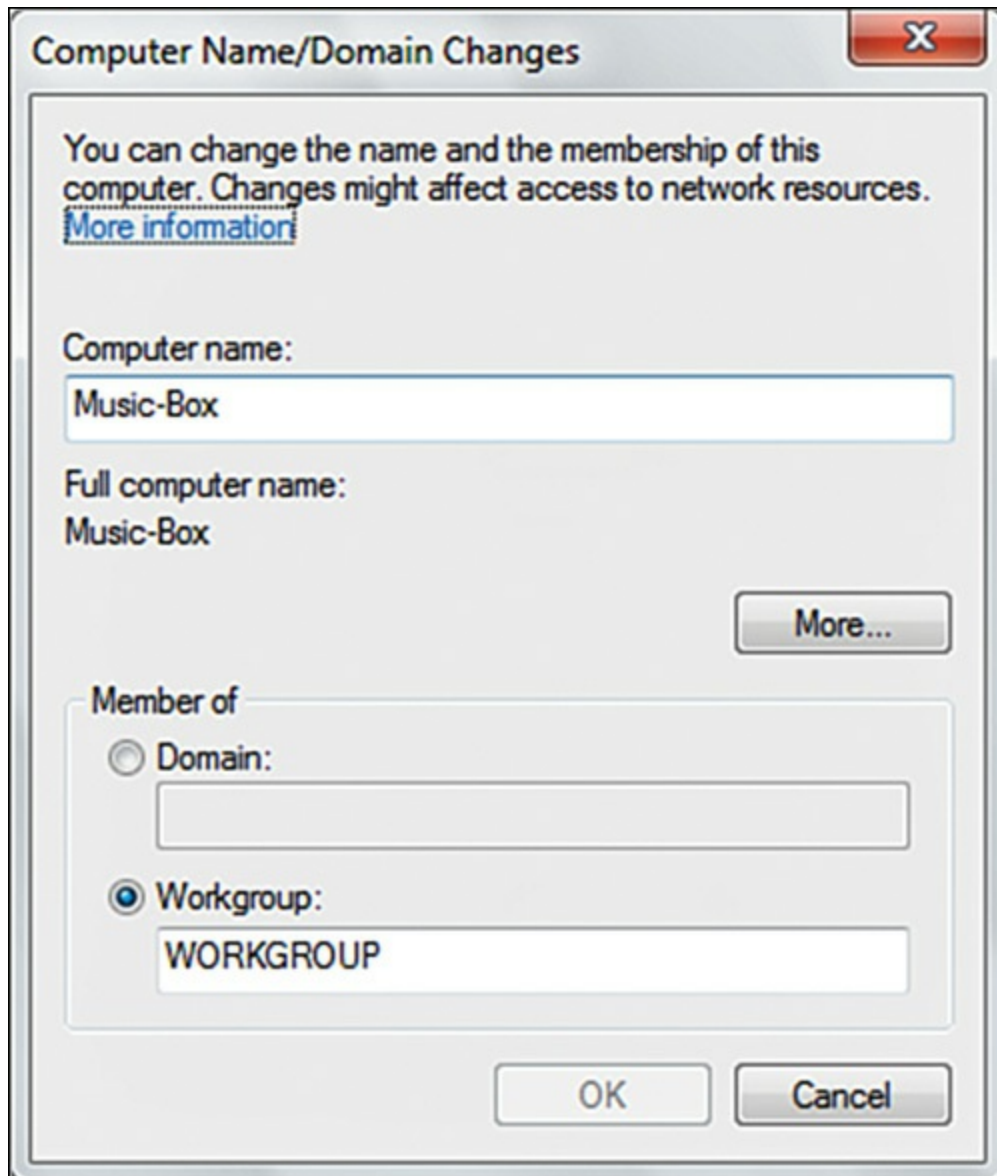 Computer Name/Domain Changes
You can change the name and the membership of this
computer. Changes might affect access to network resources.
More information
Computer name:
Music-Box
Full computer name:
Music-Box
More...
Member of
Domain:
Workgroup:
WORKGROUP
OK
Cancel